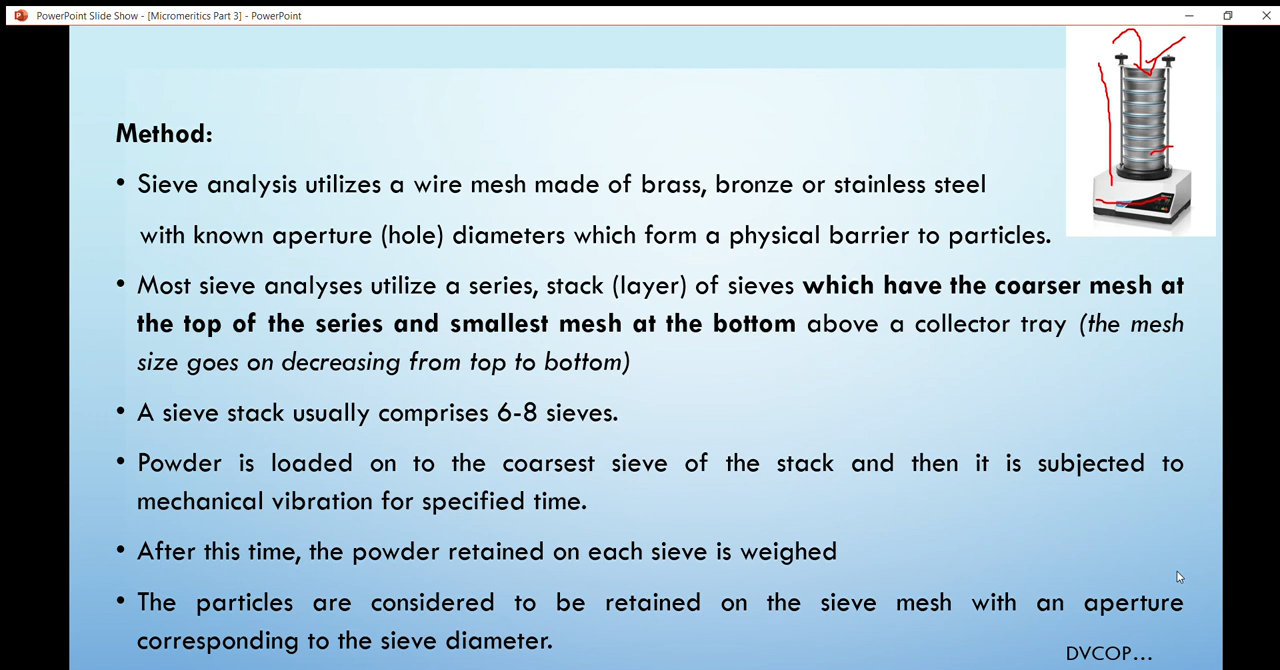 PowerPoint Slide Show - [Micromeritics Part 3] - PowerPoint
Method:
• Sieve analysis utilizes a wire mesh made of brass, bronze or stainless steel
with known aperture (hole) diameters which form a physical barrier to particles.
• Most sieve analyses utilize a series, stack (layer) of sieves which have the coarser mesh at
the top of the series and smallest mesh at the bottom above a collector tray (the mesh
size goes on decreasing from top to bottom)
• A sieve stack usually comprises 6-8 sieves.
• Powder is loaded on to the coarsest sieve of the stack and then it is subjected to
mechanical vibration for specified time.
• After this time, the powder retained on each sieve is weighed
• The particles are considered to be retained on the sieve mesh with an aperture
corresponding to the sieve diameter.
DVCOP...